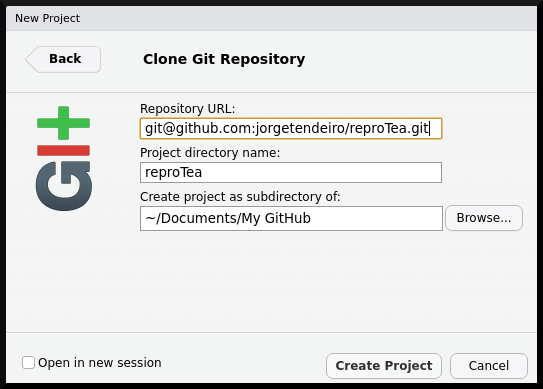 New Project
Back
Clone Git Repository
git
Repository URL:
git@github.com:jorgetendeiro/reproTea.git
Project directory name:
reproTea
Create project as subdirectory of:
~/Documents/My GitHub
Browse...
Open in new session
Create Project
Cancel